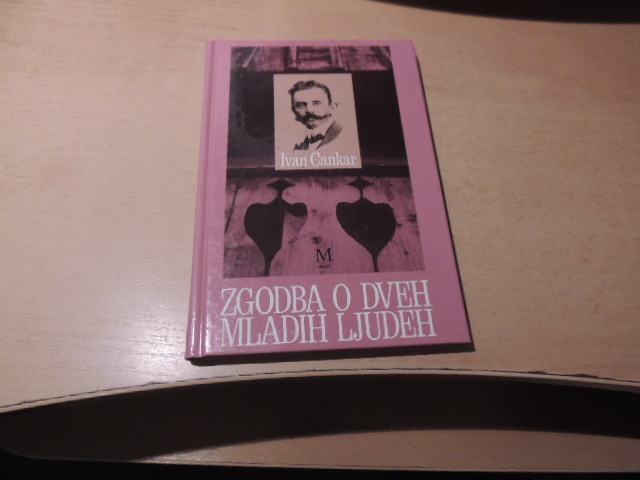 Ivan Cankar
M
ZGODBA O DVEH
MLADIH LJUDEH